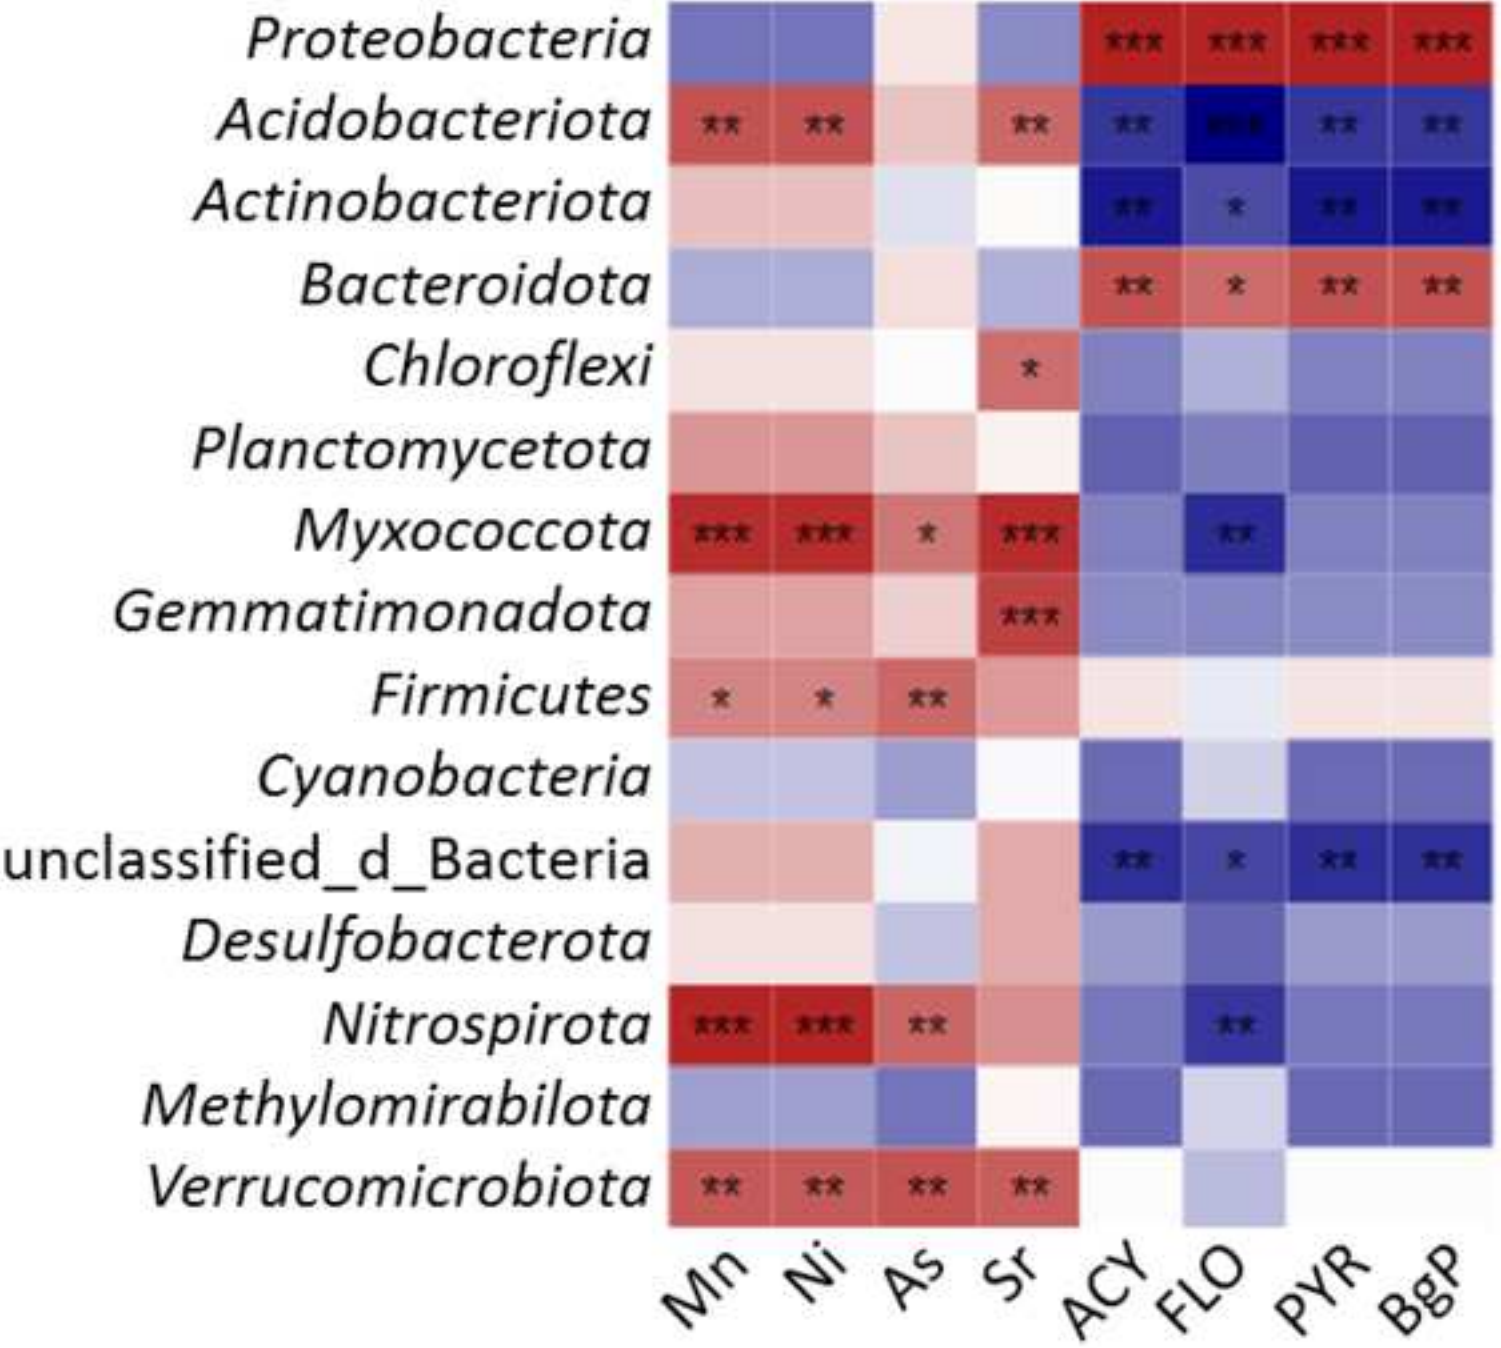 Proteobacteria *** *** *** ***
Acidobacteriota ** ** ** ** *** ** **
Actinobacteriota ** * ** **
Bacteroidota ** * ** **
Chloroflexi *
Planctomycetota
Myxococcota *** *** * *** **
Gemmatimonadota ***
Firmicutes * * **
Cyanobacteria
unclassified_d_Bacteria ** * ** **
Desulfobacterota
Nitrospirota *** *** ** **
Methylomirabilota
Verrucomicrobiota ** ** ** **
Mn Ni As Sr ACY FLO PYR BgP